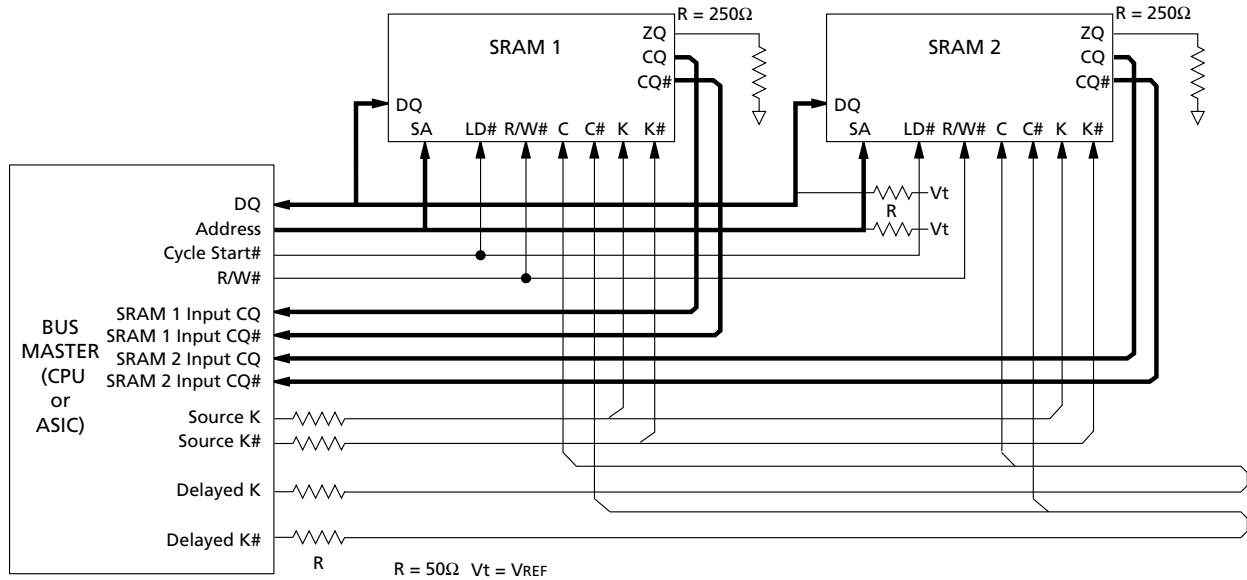 R = 250Ω
R = 250Ω
SRAM 1
ZQ
CQ
CQ#
DQ
SA LD# R/W# C C# K K#
SRAM 2
ZQ
CQ
CQ#
DQ
SA LD# R/W# C C# K K#
Vt
R
Vt
DQ
Address
Cycle Start#
R/W#
SRAM 1 Input CQ
SRAM 1 Input CQ#
SRAM 2 Input CQ
SRAM 2 Input CQ#
BUS
MASTER
(CPU
or
ASIC)
Source K
Source K#
Delayed K
Delayed K#
R
R = 50Ω Vt = VREF